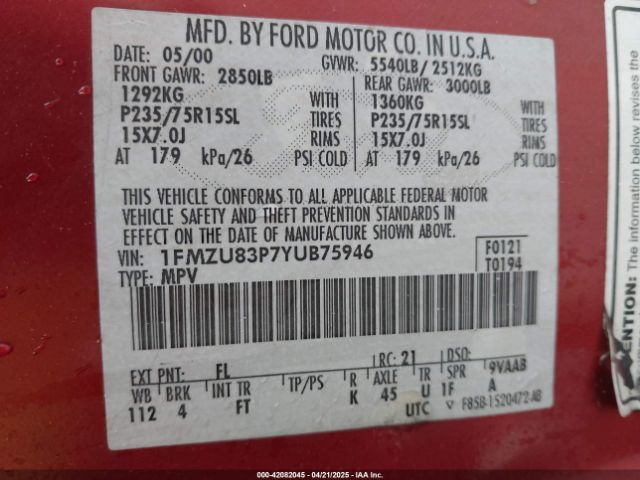 MFD. BY FORD MOTOR CO. IN U.S.A.
DATE: 05/00 GVWR: 5540LB/ 2512KG
FRONT GAWR: 2850LB REAR GAWR: 3000LB
1292KG WITH 1360KG WITH
P235/75R15SL TIRES P235/75R15SL TIRES
15X7.0J RIMS 15X7.0J RIMS
AT 179 kPa/26 PSI COLD AT 179 kPa/26 PSI COLD
THIS VEHICLE CONFORMS TO ALL APPLICABLE FEDERAL MOTOR
VEHICLE SAFETY AND THEFT PREVENTION STANDARDS IN
EFFECT ON THE DATE OF MANUFACTURE SHOWN ABOVE.
VIN: 1FMZU83P7YUB75946 F0121
TYPE: MPV T0194
EXT PNT: FL RC: 21 DSO:
WB BRK INT TR TP/PS R AXLE TR SPR 9VAAB
112 4 FT K 45 U 1F A
UTC F85B-1520472-AB
000-42082045 - 04/21/2025 - IAA Inc.